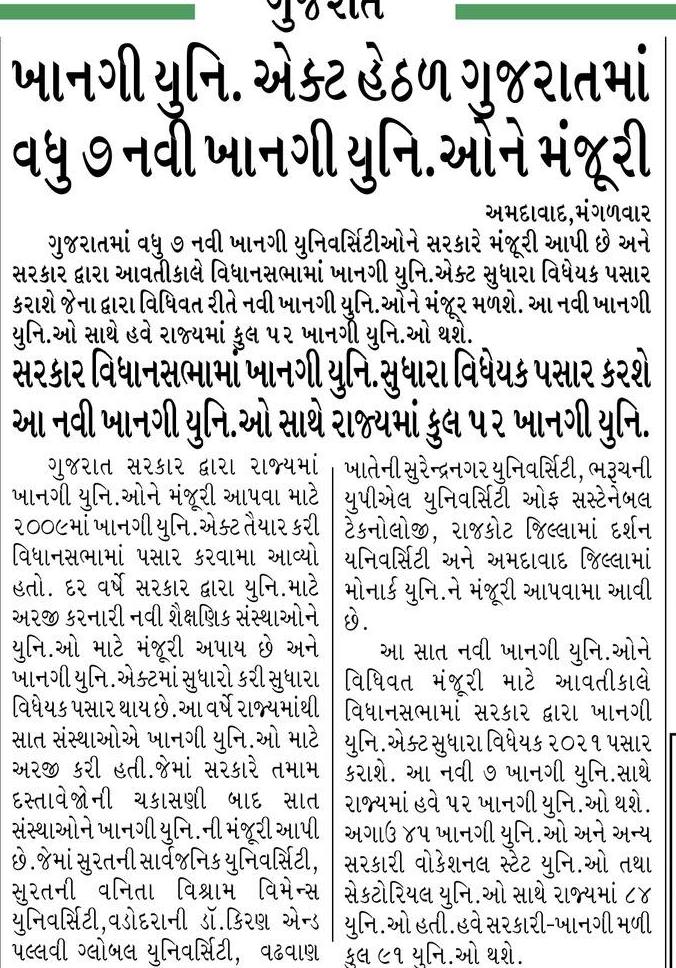 ગુજરાત
ખાનગી યુનિ. એક્ટ હેઠળ ગુજરાતમાં
વધુ ૭ નવી ખાનગી યુનિ.ઓને મંજૂરી
અમદાવાદ,મંગળવાર
ગુજરાતમાં વધુ ૭ નવી ખાનગી યુનિવર્સિટીઓને સરકારે મંજૂરી આપી છે અને
સરકાર દ્વારા આવતીકાલે વિધાનસભામાં ખાનગી યુનિ.એક્ટ સુધારા વિધેયક પસાર
કરાશે જેના દ્વારા વિધિવત રીતે નવી ખાનગી યુનિ.ઓને મંજૂર મળશે. આ નવી ખાનગી
યુનિ.ઓ સાથે હવે રાજ્યમાં કુલ ૫૨ ખાનગી યુનિ.ઓ થશે.
સરકાર વિધાનસભામાં ખાનગી યુનિ.સુધારા વિધેયક પસાર કરશે
આ નવી ખાનગી યુનિ.ઓ સાથે રાજ્યમાં કુલ ૫૨ ખાનગી યુનિ.
ગુજરાત સરકાર દ્વારા રાજ્યમાં
ખાનગી યુનિ.ઓને મંજૂરી આપવા માટે
૨૦૦૯માં ખાનગી યુનિ.એક્ટ તૈયાર કરી
વિધાનસભામાં પસાર કરવામા આવ્યો
હતો. દર વર્ષે સરકાર દ્વારા યુનિ.માટે
અરજી કરનારી નવી શૈક્ષણિક સંસ્થાઓને
યુનિ.ઓ માટે મંજૂરી અપાય છે અને
ખાનગી યુનિ.એક્ટમાં સુધારો કરી સુધારા
વિધેયક પસાર થાય છે.આ વર્ષે રાજ્યમાંથી
સાત સંસ્થાઓએ ખાનગી યુનિ.ઓ માટે
અરજી કરી હતી.જેમાં સરકારે તમામ
દસ્તાવેજોની ચકાસણી બાદ સાત
સંસ્થાઓને ખાનગી યુનિ.ની મંજૂરી આપી
છે.જેમાં સુરતની સાર્વજનિક યુનિવર્સિટી,
સુરતની વનિતા વિશ્રામ વિમેન્સ
યુનિવર્સિટી,વડોદરાની ડૉ.કિરણ એન્ડ
પલ્લવી ગ્લોબલ યુનિવર્સિટી, વઢવાણ
ખાતેની સુરેન્દ્રનગર યુનિવર્સિટી, ભરૂચની
યુપીએલ યુનિવર્સિટી ઓફ સસ્ટેનેબલ
ટેકનોલોજી, રાજકોટ જિલ્લામાં દર્શન
યનિવર્સિટી અને અમદાવાદ જિલ્લામાં
મોનાર્ક યુનિ.ને મંજૂરી આપવામા આવી
છે.
આ સાત નવી ખાનગી યુનિ.ઓને
વિધિવત મંજૂરી માટે આવતીકાલે
વિધાનસભામાં સરકાર દ્વારા ખાનગી
યુનિ.એક્ટ સુધારા વિધેયક ૨૦૨૧ પસાર
કરાશે. આ નવી ૭ ખાનગી યુનિ.સાથે
રાજ્યમાં હવે ૫૨ ખાનગી યુનિ.ઓ થશે.
અગાઉ ૪૫ ખાનગી યુનિ.ઓ અને અન્ય
સરકારી વોકેશનલ સ્ટેટ યુનિ.ઓ તથા
સેક્ટોરિયલ યુનિ.ઓ સાથે રાજ્યમાં ૮૪
યુનિ.ઓ હતી.હવે સરકારી-ખાનગી મળી
કુલ ૯૧ યુનિ.ઓ થશે.